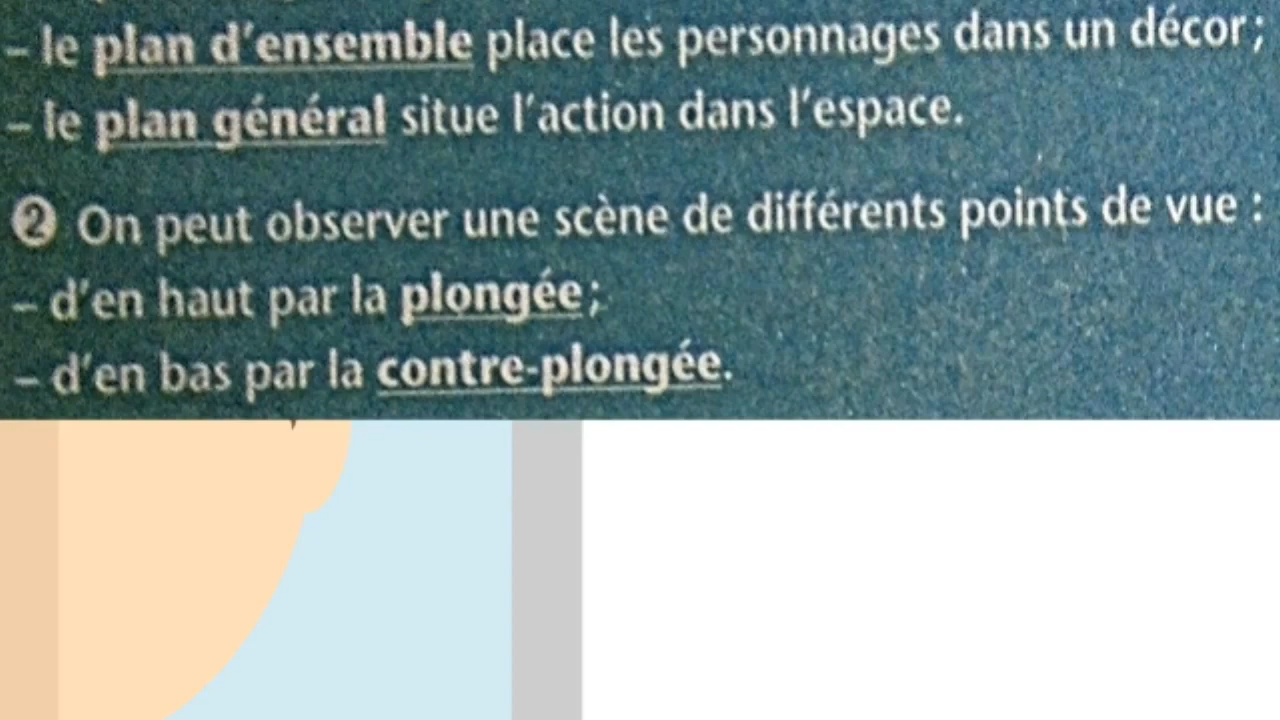 – le plan d'ensemble place les personnages dans un décor;
– le plan général situe l'action dans l'espace.
2 On peut observer une scène de différents points de vue :
– d'en haut par la plongée;
– d'en bas par la contre-plongée.